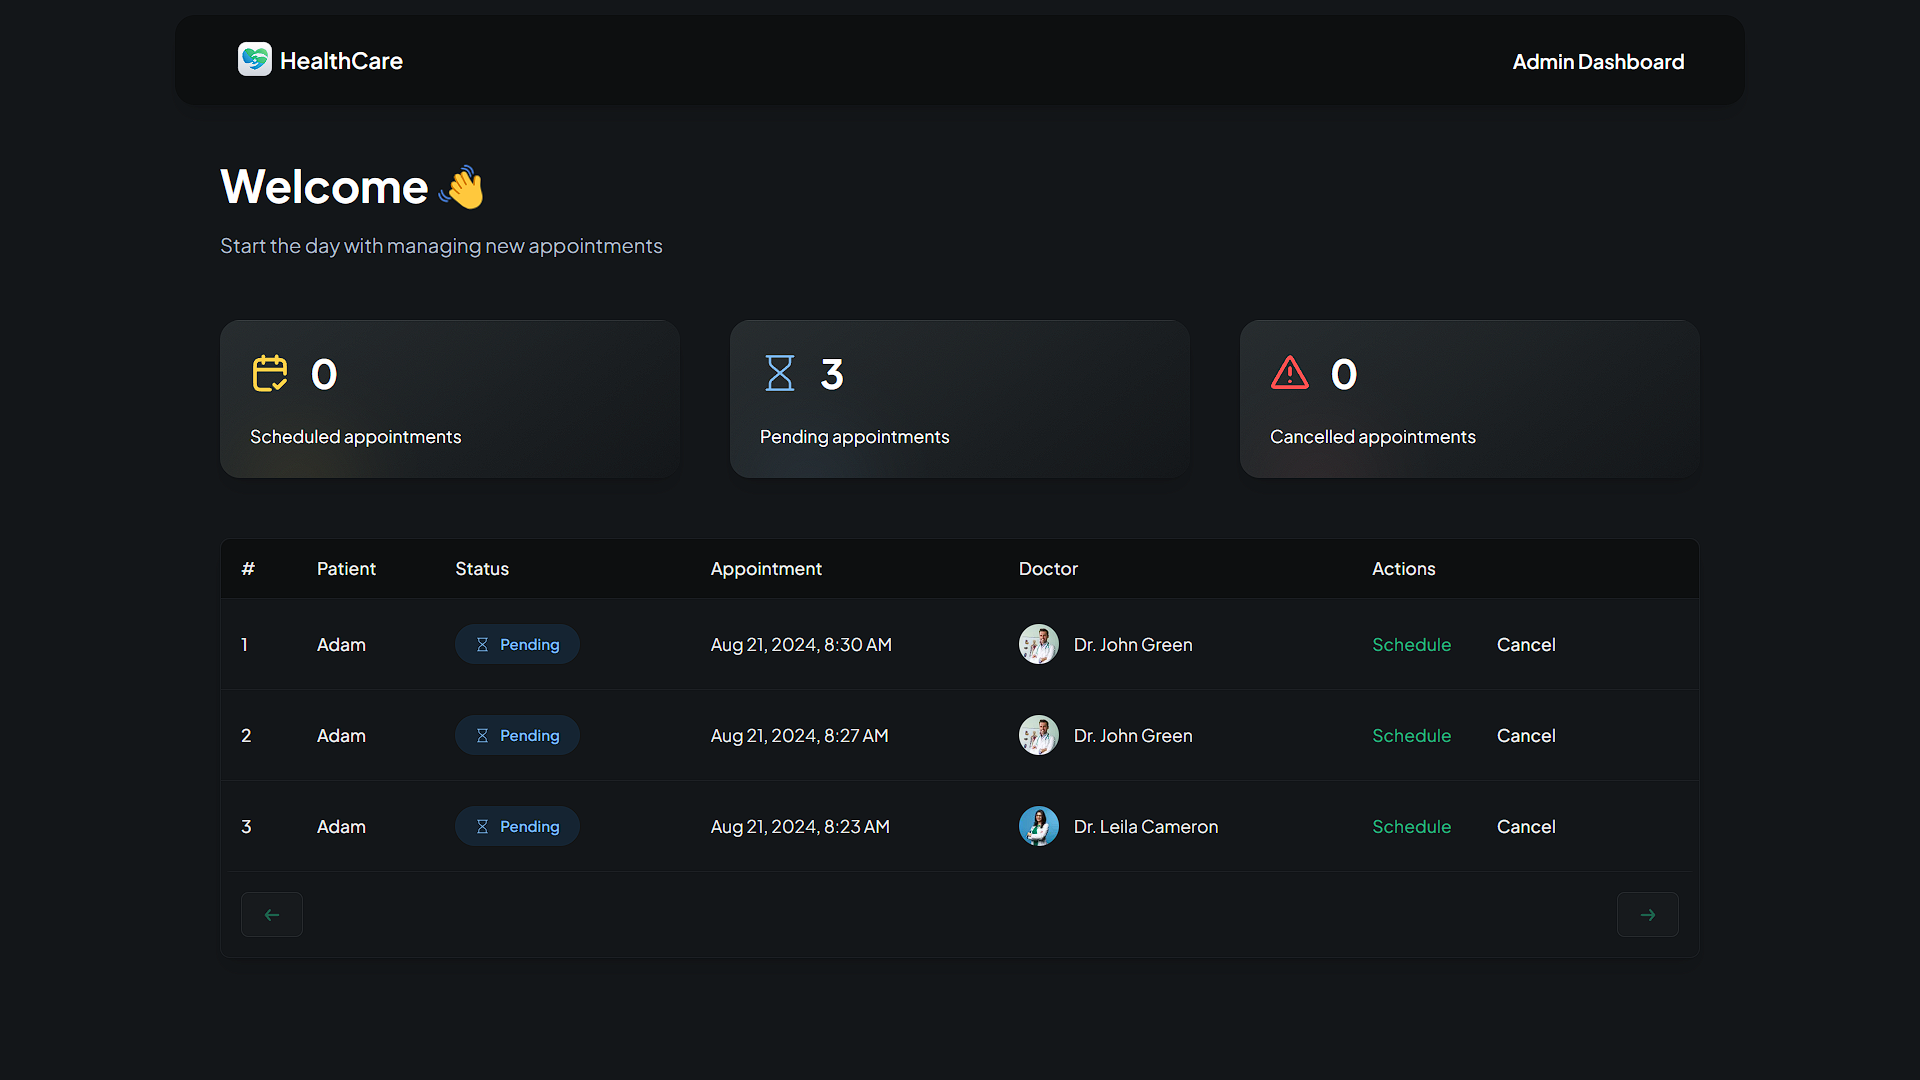 HealthCare
Admin Dashboard
Welcome 👋
Start the day with managing new appointments
0
Scheduled appointments
3
Pending appointments
0
Cancelled appointments
# Patient Status Appointment Doctor Actions
1 Adam Pending Aug 21, 2024, 8:30 AM Dr. John Green Schedule Cancel
2 Adam Pending Aug 21, 2024, 8:27 AM Dr. John Green Schedule Cancel
3 Adam Pending Aug 21, 2024, 8:23 AM Dr. Leila Cameron Schedule Cancel